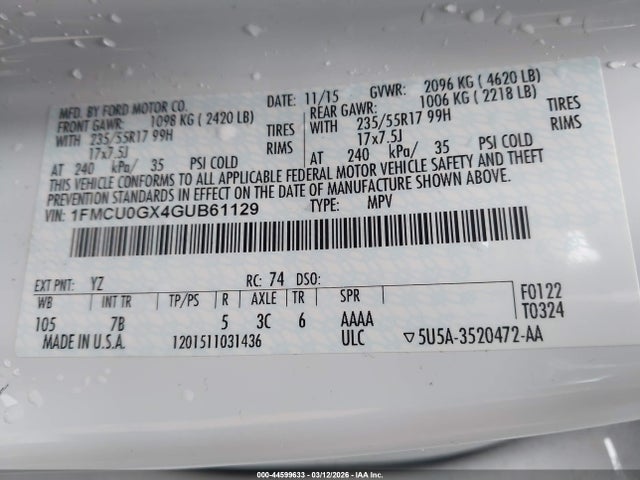 MFD. BY FORD MOTOR CO.
DATE: 11/15 GVWR: 2096 KG ( 4620 LB)
FRONT GAWR: 1098 KG ( 2420 LB)
REAR GAWR: 1006 KG ( 2218 LB)
WITH 235/55R17 99H TIRES
WITH 235/55R17 99H TIRES
17x7.5J RIMS
17x7.5J RIMS
AT 240 kPa/ 35 PSI COLD
AT 240 kPa/ 35 PSI COLD
THIS VEHICLE CONFORMS TO ALL APPLICABLE FEDERAL MOTOR VEHICLE SAFETY AND THEFT
PREVENTION STANDARDS IN EFFECT ON THE DATE OF MANUFACTURE SHOWN ABOVE.
VIN: 1FMCU0GX4GUB61129 TYPE: MPV
EXT PNT: YZ RC: 74 DSO:
WB INT TR TP/PS R AXLE TR SPR
105 7B 5 3C 6 AAAA
F0122
T0324
MADE IN U.S.A. 1201511031436 ULC ▽5U5A-3520472-AA
000-44599633 - 03/12/2026 - IAA Inc.